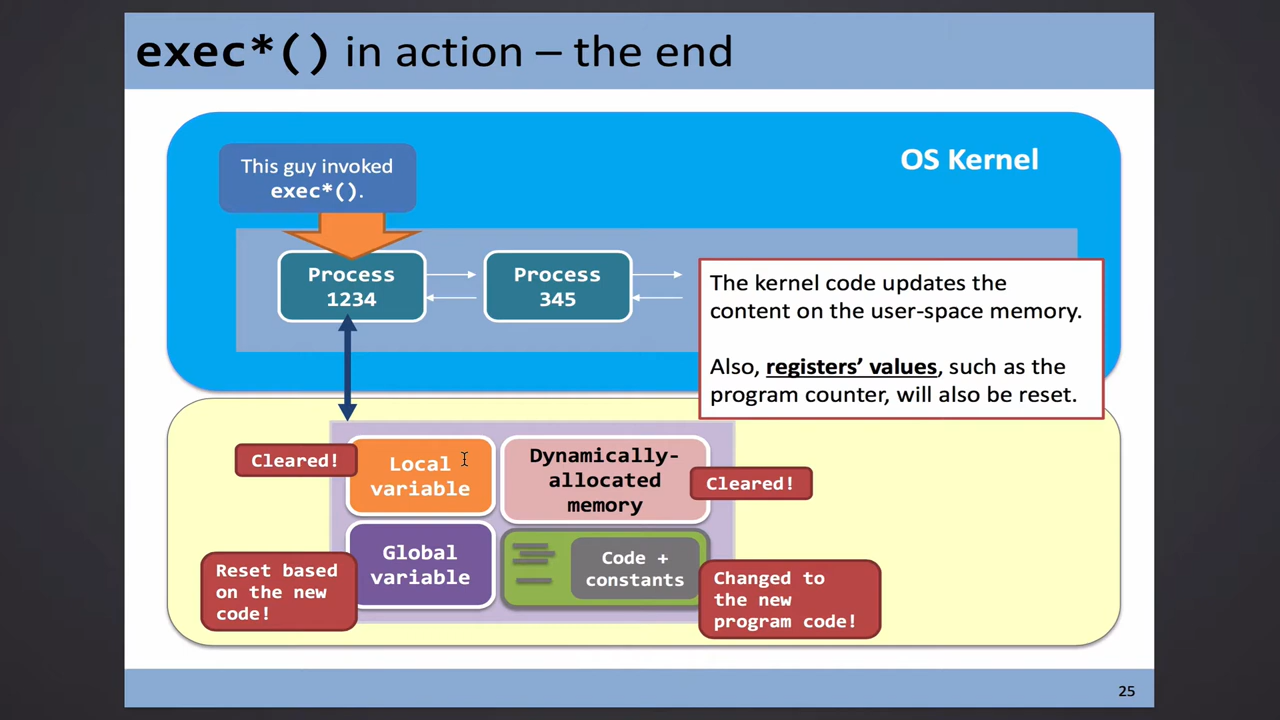 exec*() in action – the end
This guy invoked
exec*().
OS Kernel
Process
1234
Process
345
The kernel code updates the
content on the user-space memory.
Also, registers’ values, such as the
program counter, will also be reset.
Cleared!
Local
variable
Dynamically-
allocated
memory
Cleared!
Reset based
on the new
code!
Global
variable
Code +
constants
Changed to
the new
program code!
25